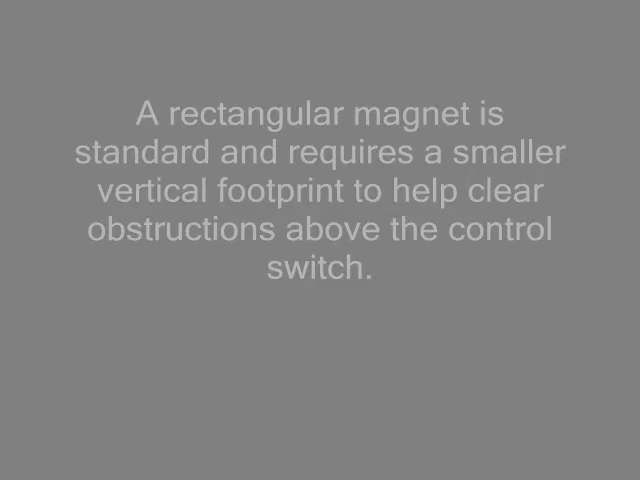 A rectangular magnet is
standard and requires a smaller
vertical footprint to help clear
obstructions above the control
switch.